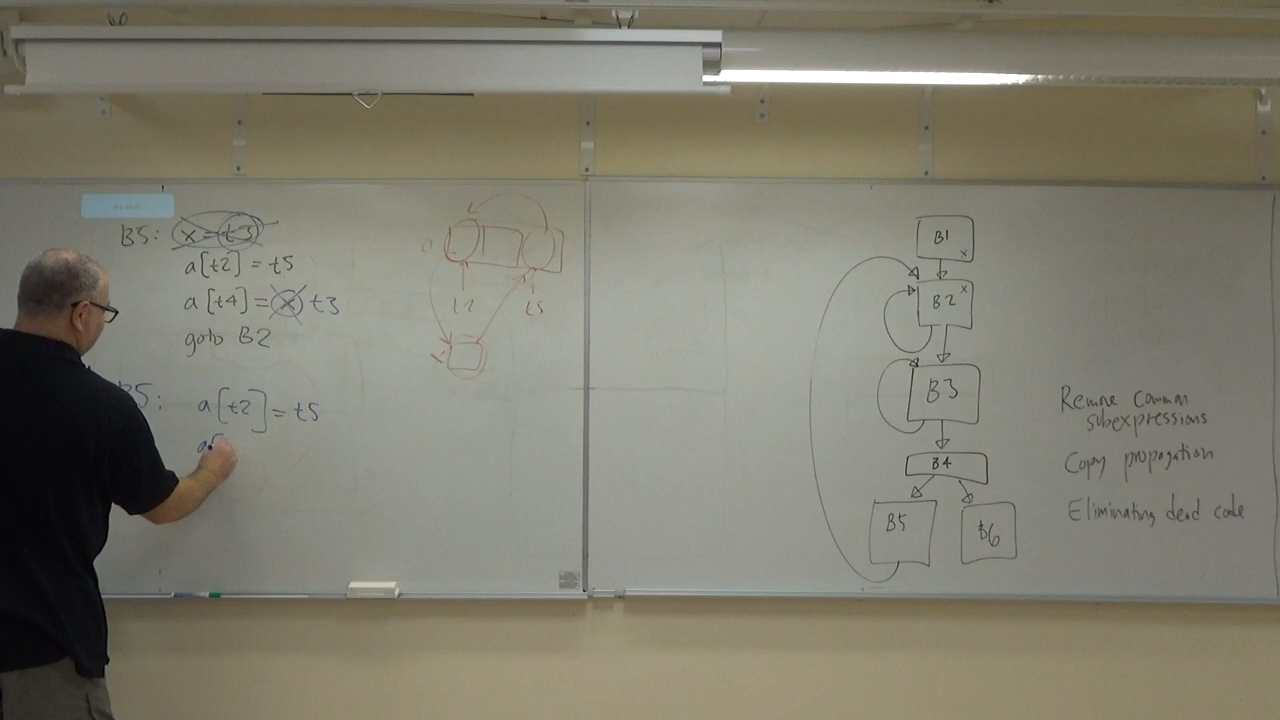 B5: x = t3
a[t2] = t5
a[t4] = x t3
goto B2
B5: a[t2] = t5
a[
t2 t5
x
B1
x
B2
x
B3
B4
B5
B6
Remove common
subexpressions
Copy propagation
Eliminating dead code